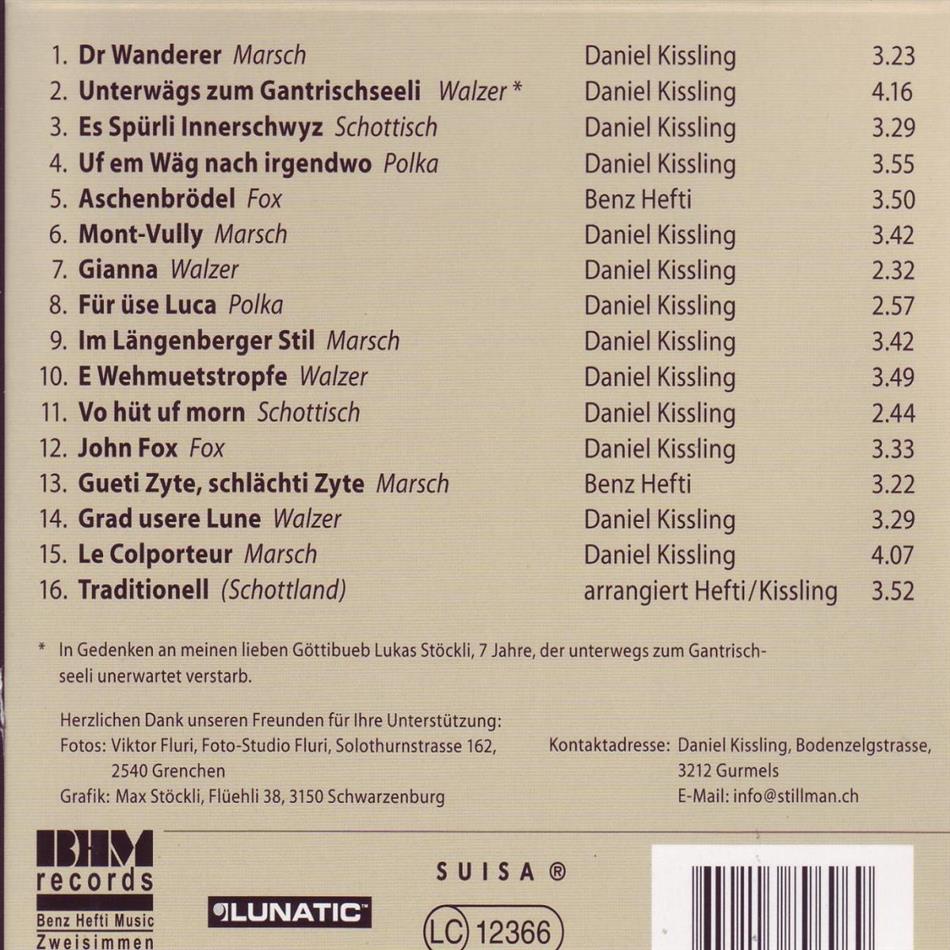 1. Dr Wanderer Marsch Daniel Kissling 3.23
2. Unterwägs zum Gantrischseeli Walzer * Daniel Kissling 4.16
3. Es Spürli Innerschwyz Schottisch Daniel Kissling 3.29
4. Uf em Wäg nach irgendwo Polka Daniel Kissling 3.55
5. Aschenbrödel Fox Benz Hefti 3.50
6. Mont-Vully Marsch Daniel Kissling 3.42
7. Gianna Walzer Daniel Kissling 2.32
8. Für üse Luca Polka Daniel Kissling 2.57
9. Im Längenberger Stil Marsch Daniel Kissling 3.42
10. E Wehmuetstropfe Walzer Daniel Kissling 3.49
11. Vo hüt uf morn Schottisch Daniel Kissling 2.44
12. John Fox Fox Daniel Kissling 3.33
13. Gueti Zyte, schlächti Zyte Marsch Benz Hefti 3.22
14. Grad usere Lune Walzer Daniel Kissling 3.29
15. Le Colporteur Marsch Daniel Kissling 4.07
16. Traditionell (Schottland) arrangiert Hefti/Kissling 3.52
* In Gedenken an meinen lieben Göttibueb Lukas Stöckli, 7 Jahre, der unterwegs zum Gantrisch-
seeli unerwartet verstarb.
Herzlichen Dank unseren Freunden für Ihre Unterstützung:
Fotos: Viktor Fluri, Foto-Studio Fluri, Solothurnstrasse 162,
2540 Grenchen
Grafik: Max Stöckli, Flüehli 38, 3150 Schwarzenburg
Kontaktadresse: Daniel Kissling, Bodenzelgstrasse,
3212 Gurmels
E-Mail: info@stillman.ch
BHM
records
Benz Hefti Music
Zweisimmen
LUNATIC™
SUISA ®
LC 12366